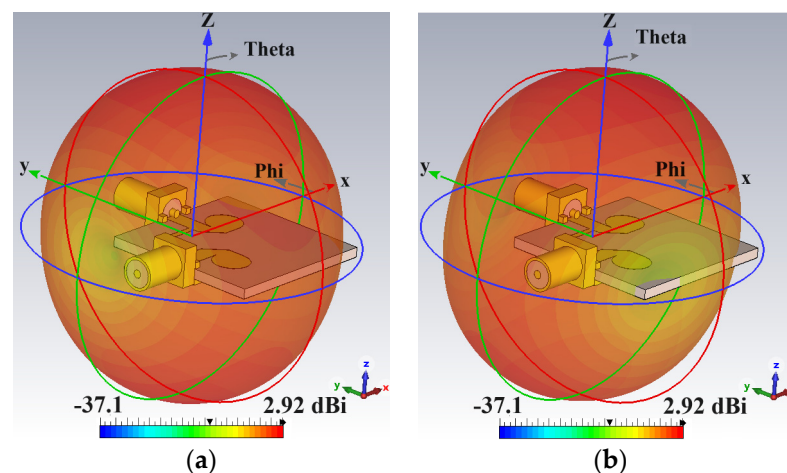 Z
Theta
y
Phi
x
z
y
x
-37.1 2.92 dBi
(a)
Z
Theta
y
Phi
x
z
y
x
-37.1 2.92 dBi
(b)